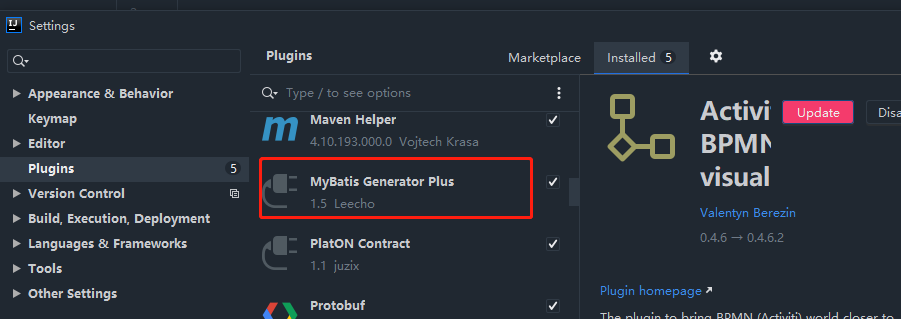 Settings
Appearance & Behavior
Keymap
Editor
Plugins 5
Version Control
Build, Execution, Deployment
Languages & Frameworks
Tools
Other Settings
Plugins
Marketplace
Installed 5
Type / to see options
Maven Helper
4.10.193.000.0 Vojtech Krasa
MyBatis Generator Plus
1.5 Leecho
PlatON Contract
1.1 juzix
Protobuf
Activiti
BPMN
visual
Update
Disa
Valentyn Berezin
0.4.6 → 0.4.6.2
Plugin homepage ↗
The plugin to bring BPMN (Activiti) world closer to